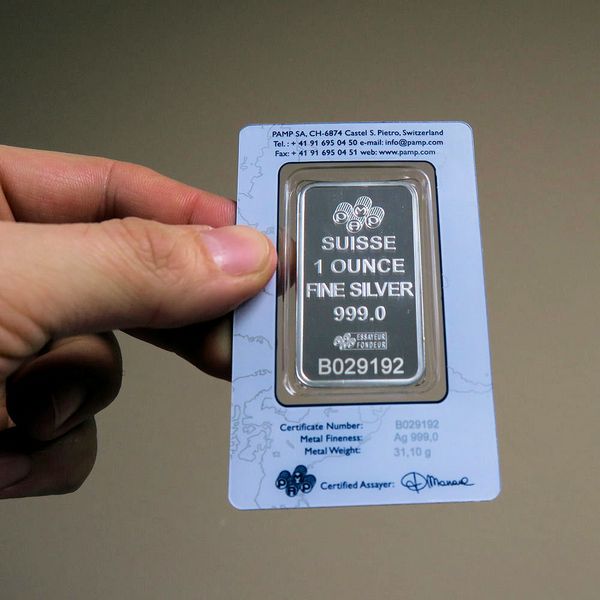 PAMP SA, CH-6874 Castel S. Pietro, Switzerland
Tel.: + 41 91 695 04 50 e-mail: info@pamp.com
Fax: + 41 91 695 04 51 web: www.pamp.com
PAMP
SUISSE
1 OUNCE
FINE SILVER
999.0
ESSAYEUR
FONDEUR
B029192
Certificate Number: B029192
Metal Fineness: Ag 999,0
Metal Weight: 31,10 g
PAMP Certified Assayer: